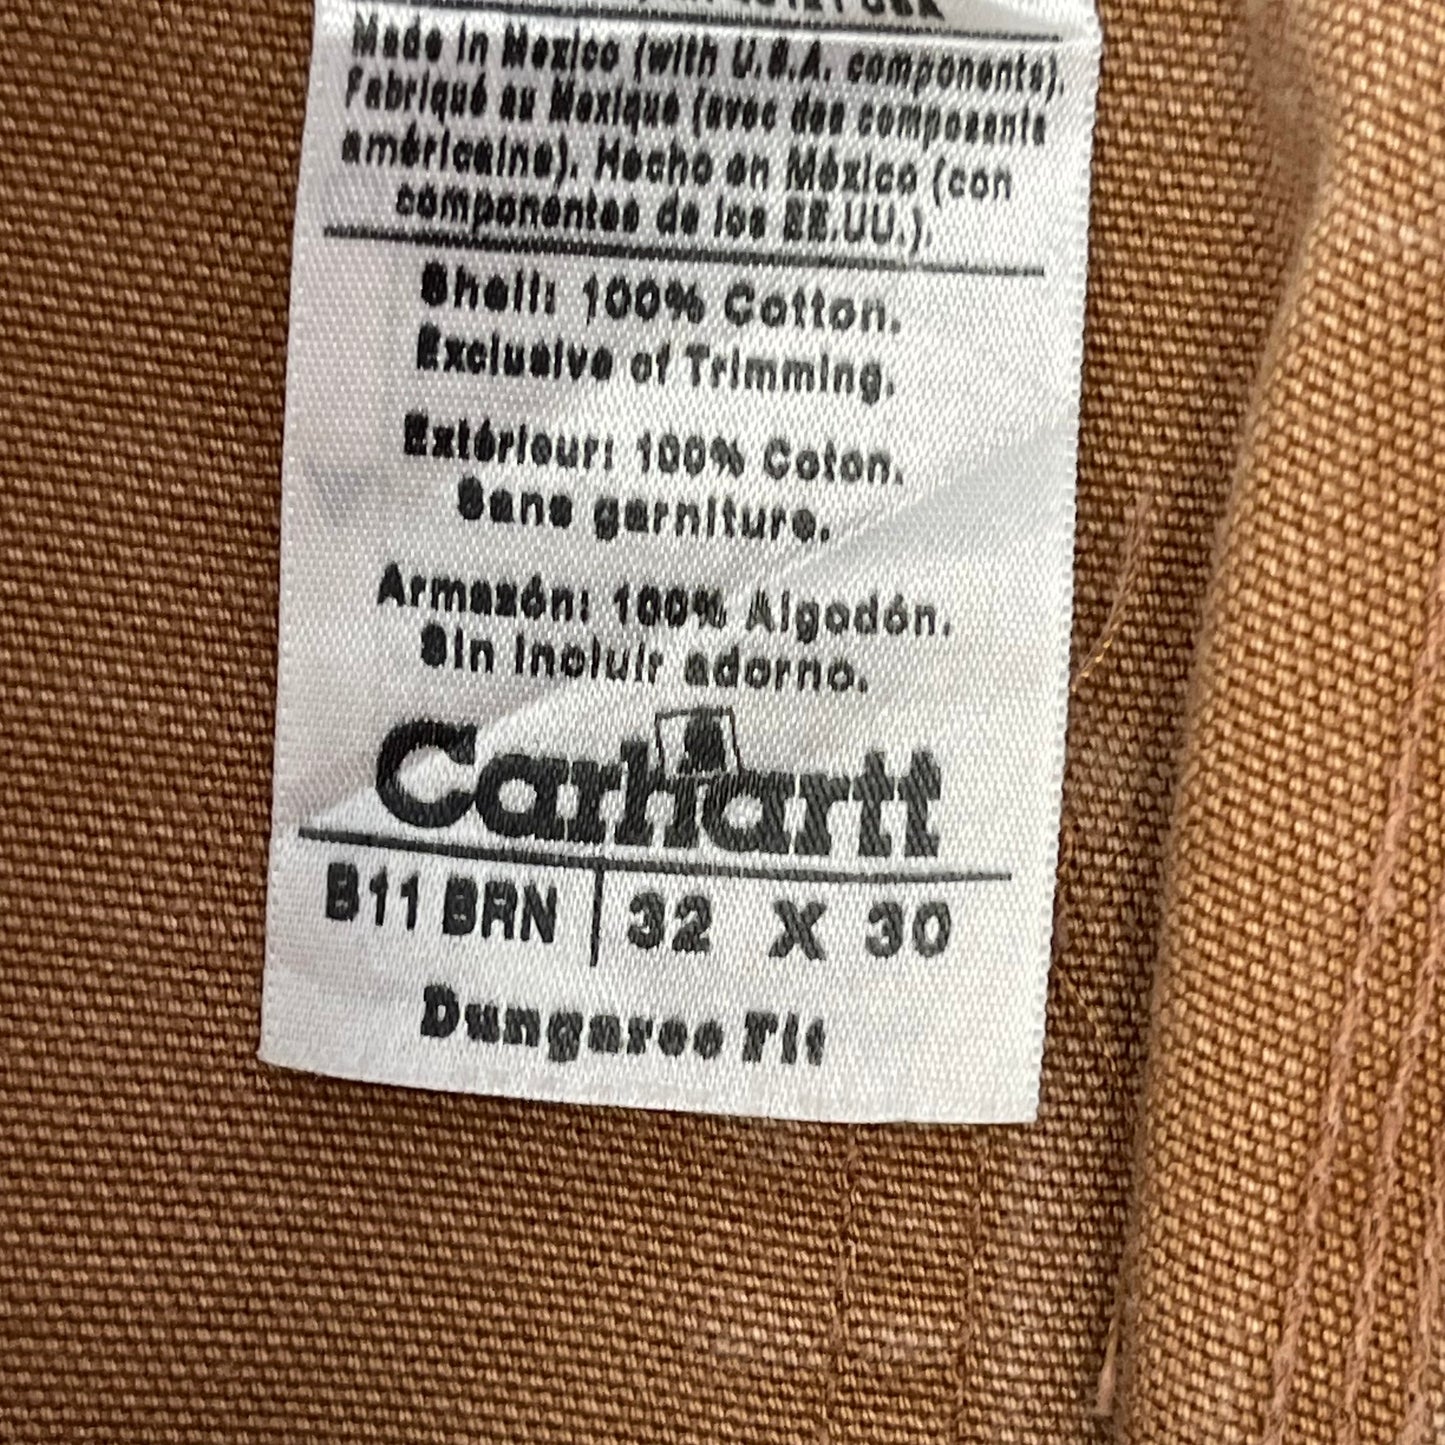 USA
Made in Mexico (with U.S.A. components).
Fabriqué au Mexique (avec des composants
américains). Hecho en México (con
componentes de los EE.UU.).
Shell: 100% Cotton.
Exclusive of Trimming.
Extériour: 100% Coton.
Sans garniture.
Armazón: 100% Algodón.
Sin incluir adorno.
Carhartt
B11 BRN | 32 X 30
Dungaree Fit